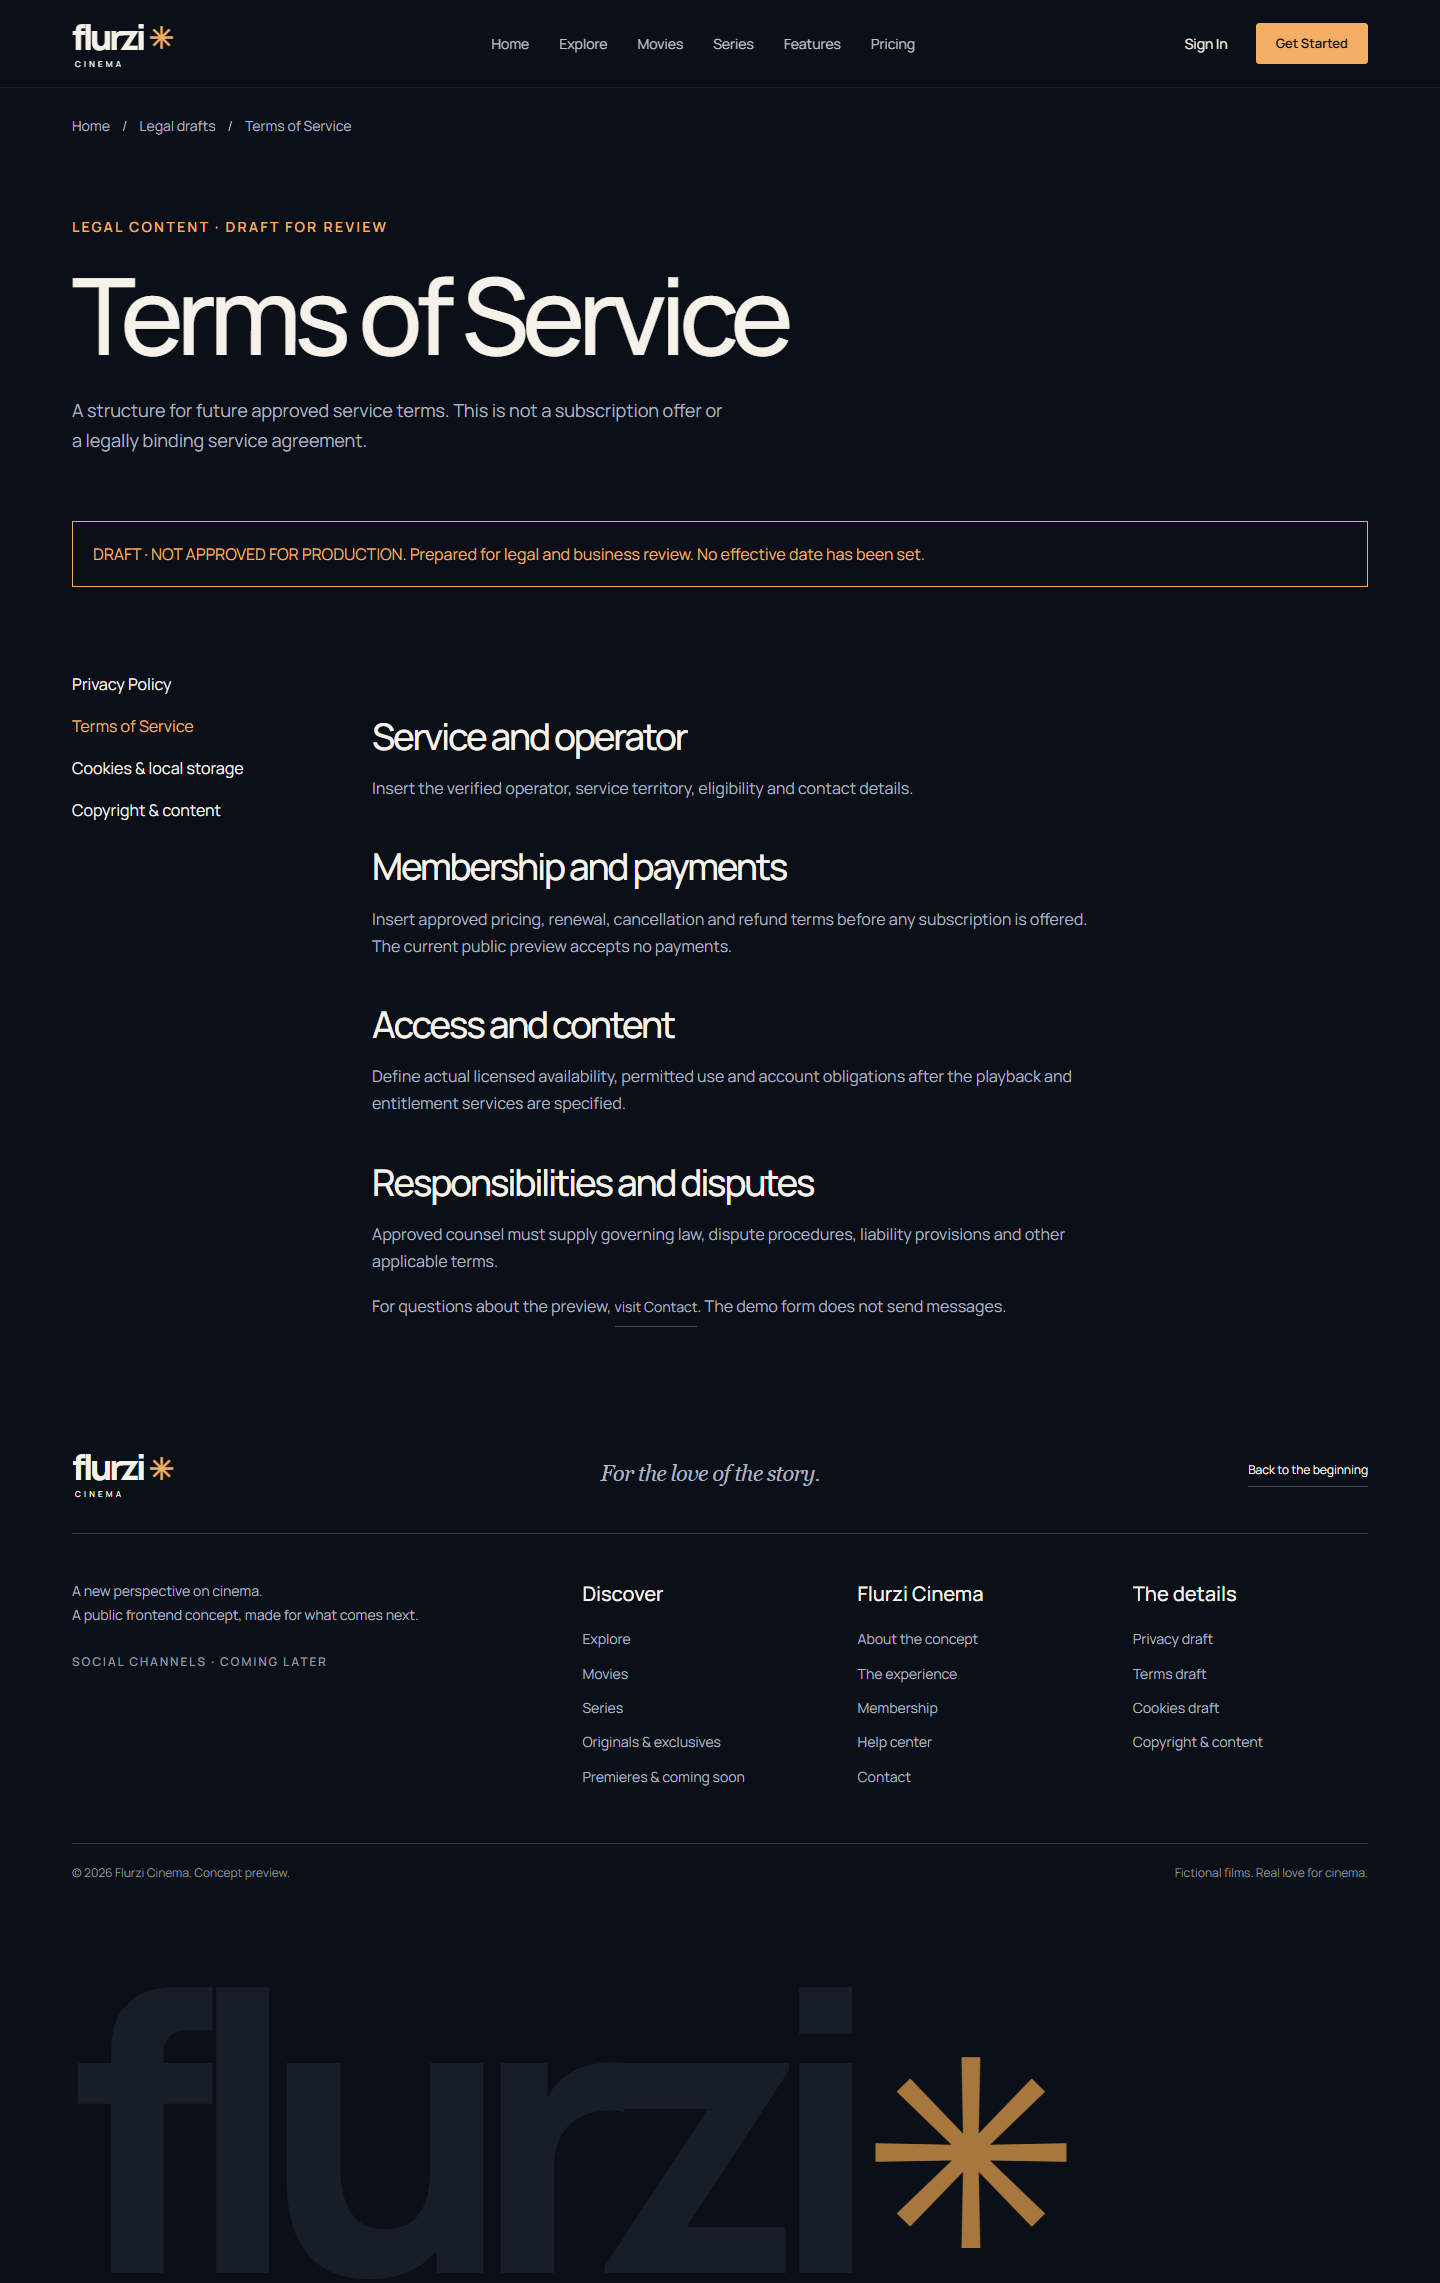 flurzi
CINEMA
Home Explore Movies Series Features Pricing
Sign In Get Started
Home / Legal drafts / Terms of Service
LEGAL CONTENT · DRAFT FOR REVIEW
Terms of Service
A structure for future approved service terms. This is not a subscription offer or
a legally binding service agreement.
DRAFT · NOT APPROVED FOR PRODUCTION. Prepared for legal and business review. No effective date has been set.
Privacy Policy
Terms of Service
Cookies & local storage
Copyright & content
Service and operator
Insert the verified operator, service territory, eligibility and contact details.
Membership and payments
Insert approved pricing, renewal, cancellation and refund terms before any subscription is offered.
The current public preview accepts no payments.
Access and content
Define actual licensed availability, permitted use and account obligations after the playback and
entitlement services are specified.
Responsibilities and disputes
Approved counsel must supply governing law, dispute procedures, liability provisions and other
applicable terms.
For questions about the preview, visit Contact. The demo form does not send messages.
flurzi
CINEMA
For the love of the story.
Back to the beginning
A new perspective on cinema.
A public frontend concept, made for what comes next.
SOCIAL CHANNELS · COMING LATER
Discover
Explore
Movies
Series
Originals & exclusives
Premieres & coming soon
Flurzi Cinema
About the concept
The experience
Membership
Help center
Contact
The details
Privacy draft
Terms draft
Cookies draft
Copyright & content
© 2026 Flurzi Cinema. Concept preview.
Fictional films. Real love for cinema.
flurzi